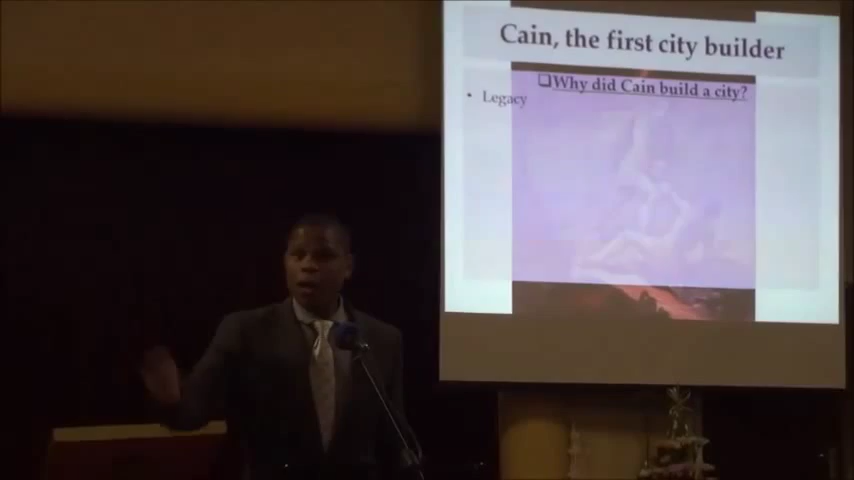 Cain, the first city builder
❑Why did Cain build a city?
• Legacy